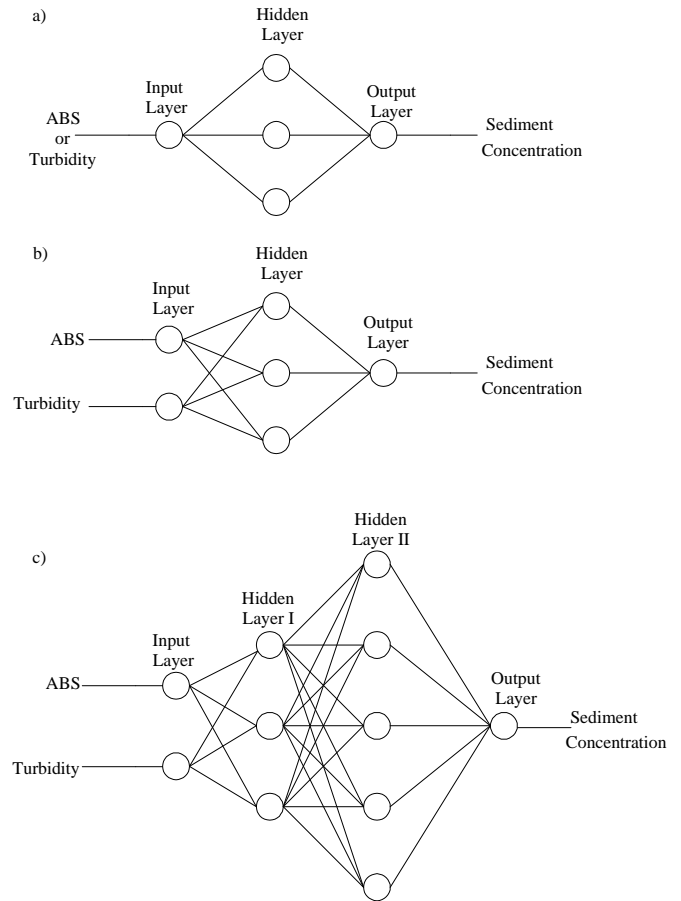 a)
Hidden
Layer
Input
Layer
Output
Layer
ABS
or
Turbidity
Sediment
Concentration
b)
Hidden
Layer
Input
Layer
Output
Layer
ABS
Turbidity
Sediment
Concentration
c)
Hidden
Layer II
Hidden
Layer I
Input
Layer
Output
Layer
ABS
Turbidity
Sediment
Concentration